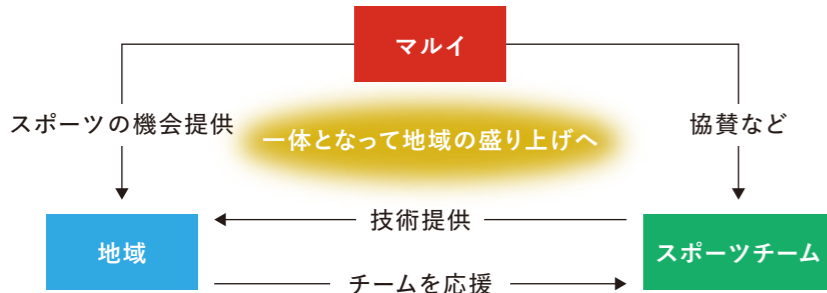 マルイ
スポーツの機会提供
協賛など
一体となって地域の盛り上げへ
技術提供
地域
スポーツチーム
チームを応援